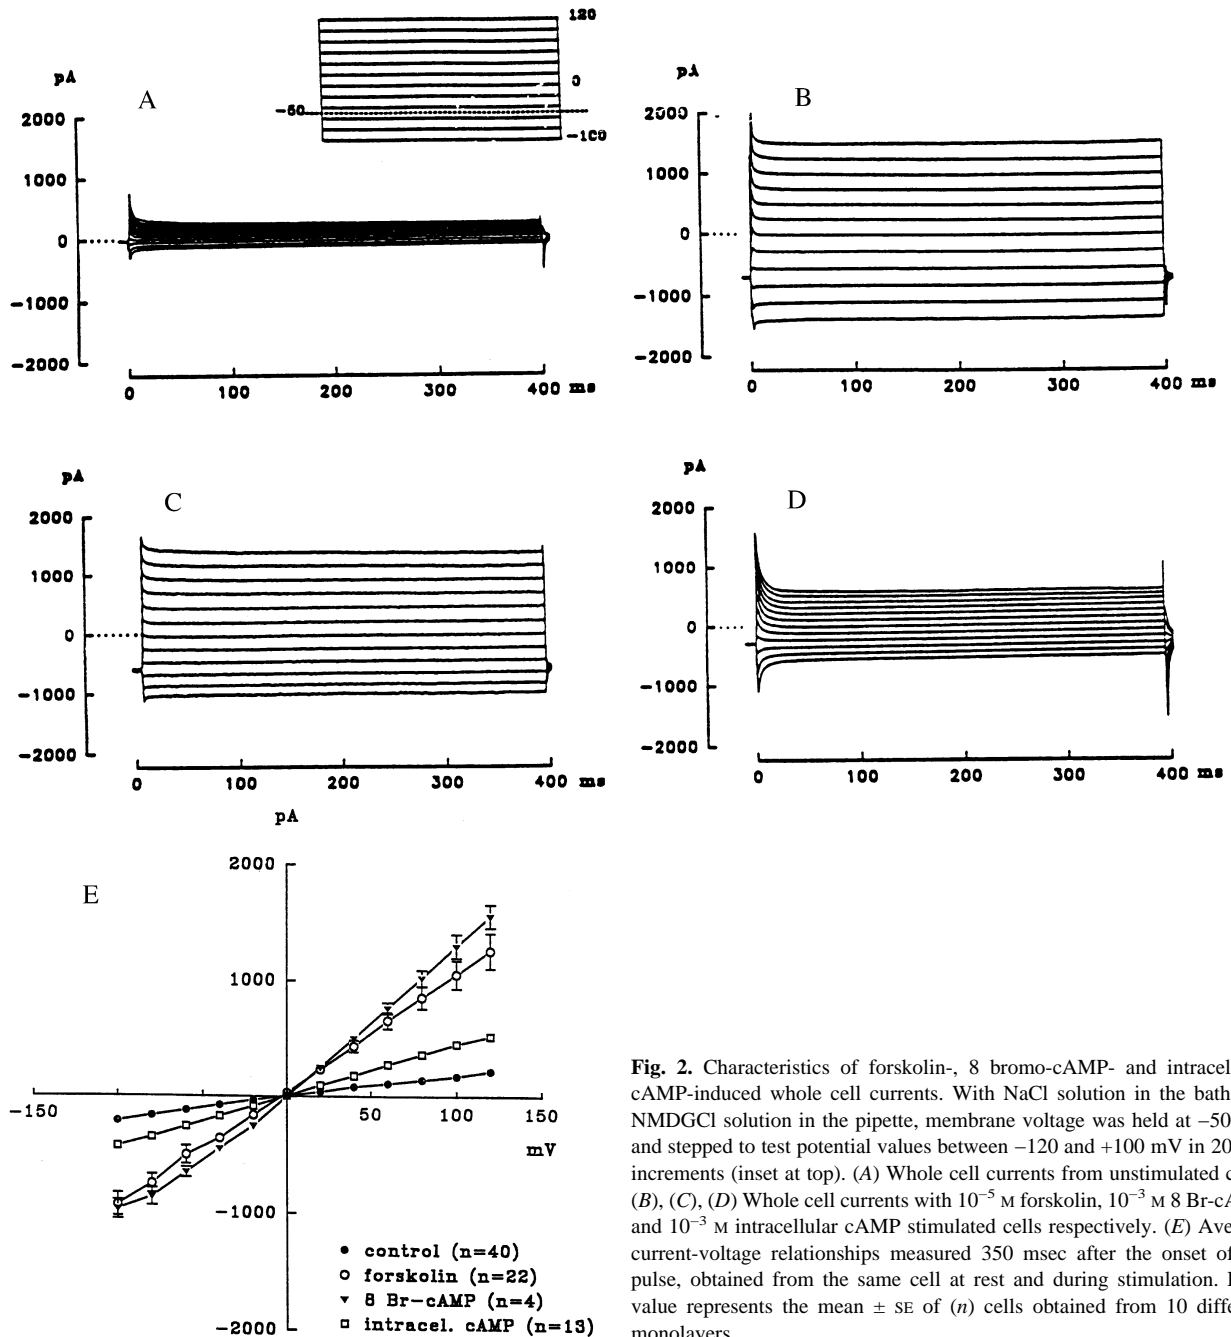 120
pA
A
0
-50
-100
2000
1000
0
-1000
-2000
0 100 200 300 400 ms
pA
B
2000
1000
0
-1000
-2000
0 100 200 300 400 ms
pA
C
2000
1000
0
-1000
-2000
0 100 200 300 400 ms
pA
D
2000
1000
0
-1000
-2000
0 100 200 300 400 ms
pA
E
2000
1000
-150
50 100 150
mV
-1000
-2000
control (n=40)
forskolin (n=22)
8 Br-cAMP (n=4)
intracel. cAMP (n=13)
Fig. 2. Characteristics of forskolin-, 8 bromo-cAMP- and intracel
cAMP-induced whole cell currents. With NaCl solution in the bath
NMDGCl solution in the pipette, membrane voltage was held at −50
and stepped to test potential values between −120 and +100 mV in 20
increments (inset at top). (A) Whole cell currents from unstimulated c
(B), (C), (D) Whole cell currents with 10⁻⁵ M forskolin, 10⁻³ M 8 Br-cA
and 10⁻³ M intracellular cAMP stimulated cells respectively. (E) Ave
current-voltage relationships measured 350 msec after the onset of
pulse, obtained from the same cell at rest and during stimulation.
value represents the mean ± SE of (n) cells obtained from 10 diffe
monolayers